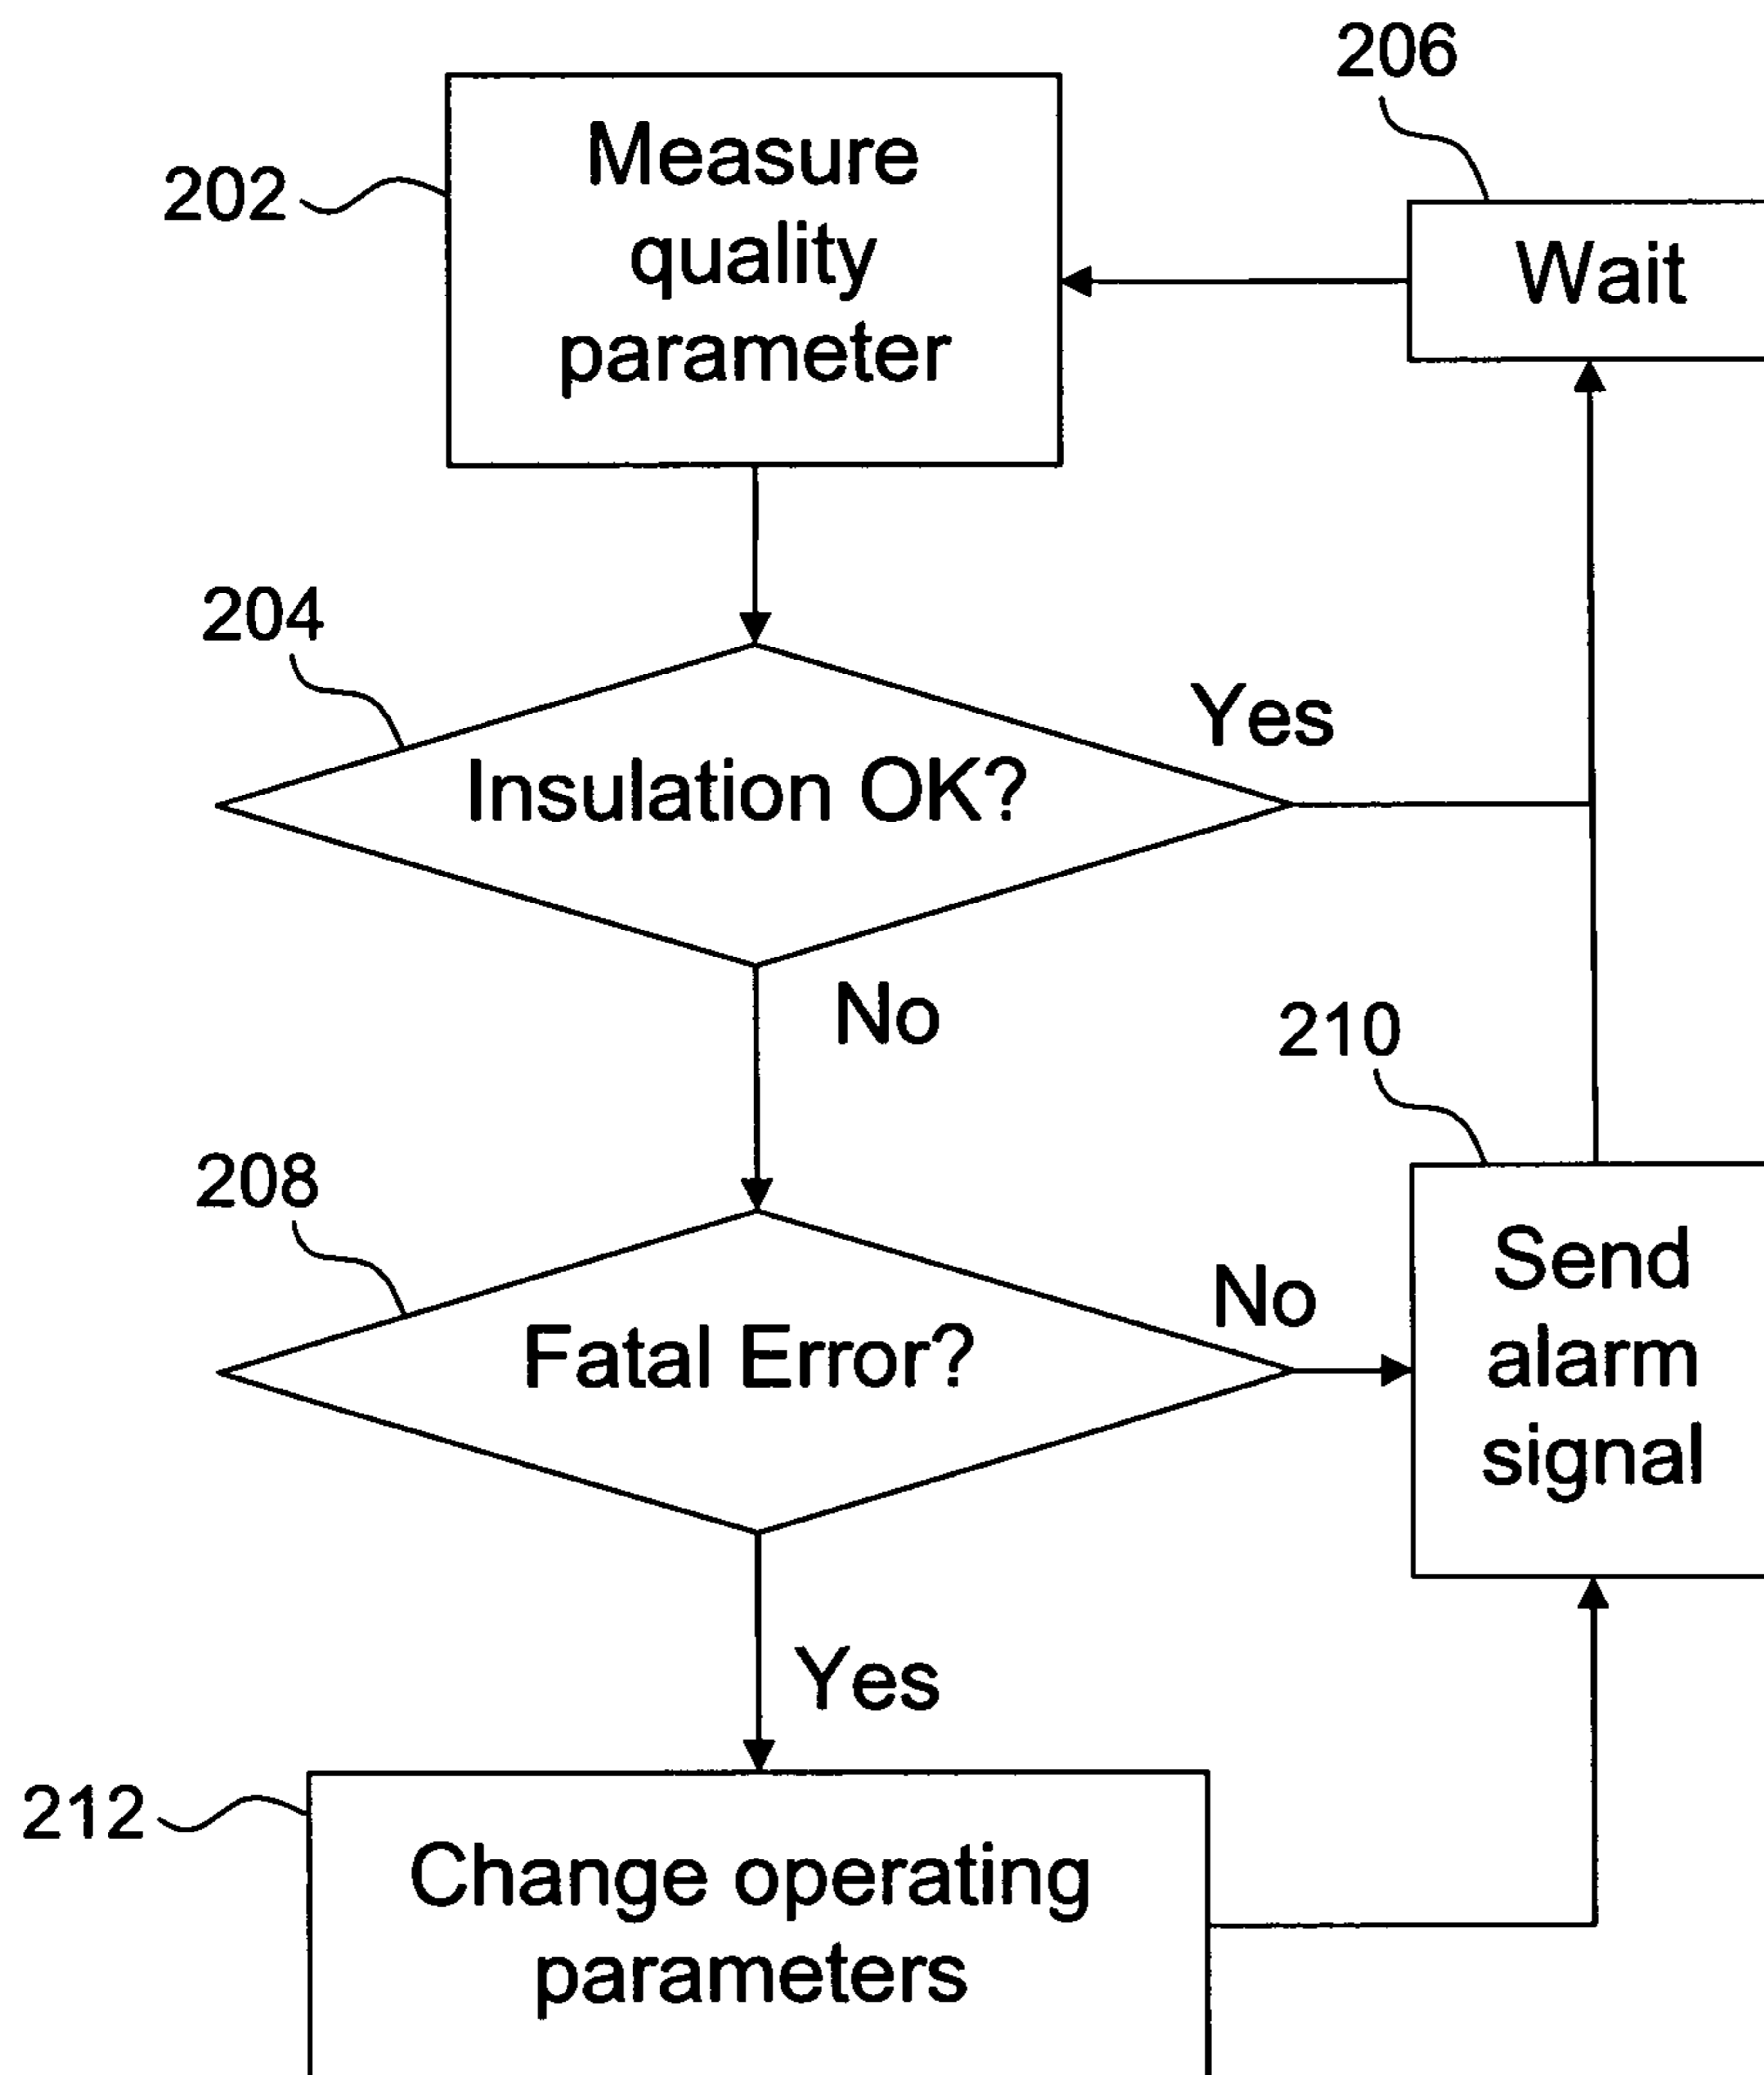 206
202
Measure
quality
parameter
Wait
204
Yes
Insulation OK?
No
210
208
No
Send
alarm
signal
Fatal Error?
Yes
212
Change operating
parameters